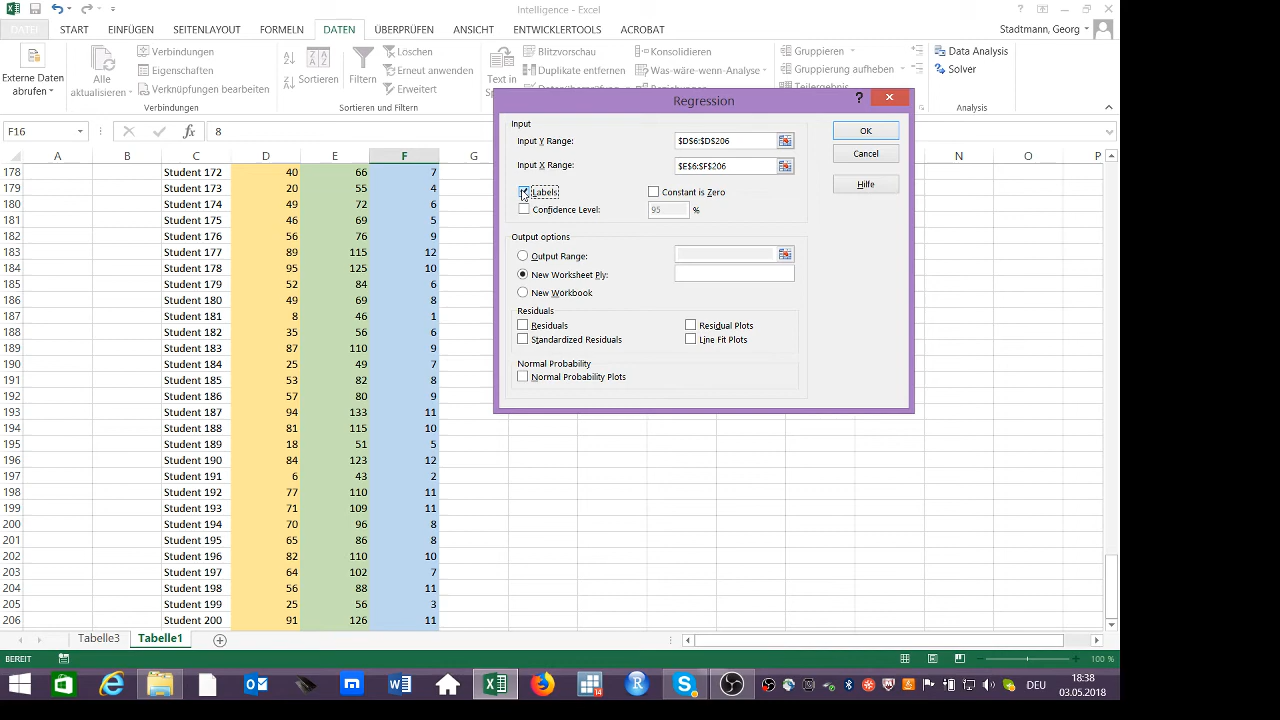 Intelligence - Excel
DATEI START EINFÜGEN SEITENLAYOUT FORMELN DATEN ÜBERPRÜFEN ANSICHT ENTWICKLERTOOLS ACROBAT Stadtmann, Georg
Externe Daten abrufen
Alle aktualisieren
Verbindungen
Eigenschaften
Verknüpfungen bearbeiten
Verbindungen
Sortieren
Filtern
Löschen
Erneut anwenden
Erweitert
Sortieren und Filtern
Text in
Blitzvorschau
Duplikate entfernen
Konsolidieren
Was-wäre-wenn-Analyse
Gruppieren
Gruppierung aufheben
Teilergebnis
Data Analysis
Solver
Analysis
F16 8
A B C D E F G N O P
178 Student 172 40 66 7
179 Student 173 20 55 4
180 Student 174 49 72 6
181 Student 175 46 69 5
182 Student 176 56 76 9
183 Student 177 89 115 12
184 Student 178 95 125 10
185 Student 179 52 84 6
186 Student 180 49 69 8
187 Student 181 8 46 1
188 Student 182 35 56 6
189 Student 183 87 110 9
190 Student 184 25 49 7
191 Student 185 53 82 8
192 Student 186 57 80 9
193 Student 187 94 133 11
194 Student 188 81 115 10
195 Student 189 18 51 5
196 Student 190 84 123 12
197 Student 191 6 43 2
198 Student 192 77 110 11
199 Student 193 71 109 11
200 Student 194 70 96 8
201 Student 195 65 86 8
202 Student 196 82 110 10
203 Student 197 64 102 7
204 Student 198 56 88 11
205 Student 199 25 56 3
206 Student 200 91 126 11
Regression
Input
Input Y Range: $D$6:$D$206
Input X Range: $E$6:$F$206
Labels Constant is Zero
Confidence Level: 95 %
Output options
Output Range:
New Worksheet Ply:
New Workbook
Residuals
Residuals Residual Plots
Standardized Residuals Line Fit Plots
Normal Probability
Normal Probability Plots
OK
Cancel
Hilfe
Tabelle3 Tabelle1
BEREIT 100 %
DEU 18:38
03.05.2018